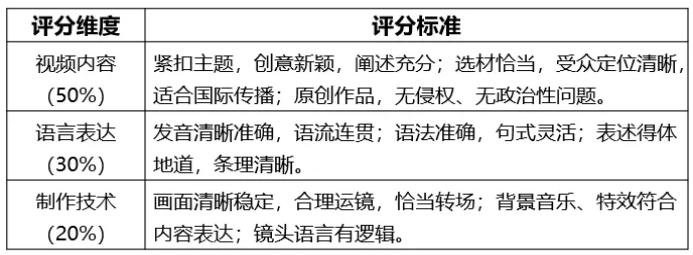 评分维度 评分标准
视频内容 紧扣主题，创意新颖，阐述充分；选材恰当，受众定位清晰，
(50%) 适合国际传播；原创作品，无侵权、无政治性问题。
语言表达 发音清晰准确，语流连贯；语法准确，句式灵活；表述得体
(30%) 地道，条理清晰。
制作技术 画面清晰稳定，合理运镜，恰当转场；背景音乐、特效符合
(20%) 内容表达；镜头语言有逻辑。